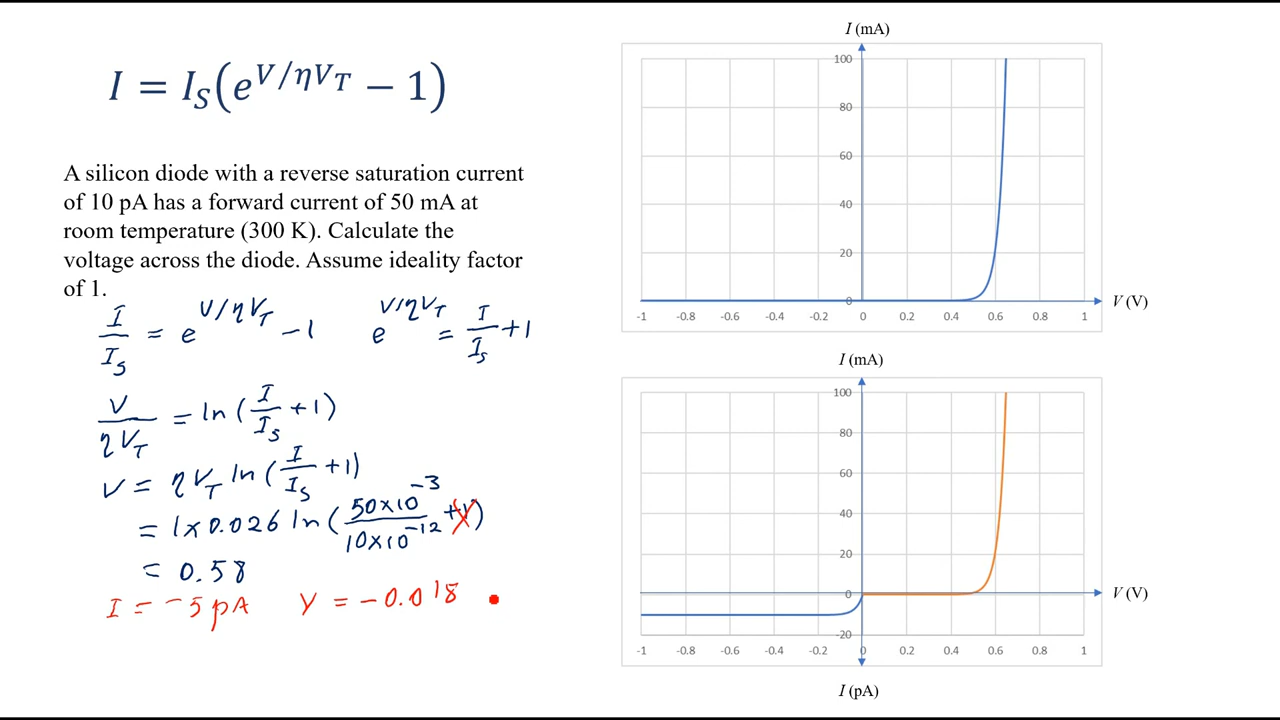 I = I_S(e^{V/ηV_T} − 1)
A silicon diode with a reverse saturation current
of 10 pA has a forward current of 50 mA at
room temperature (300 K). Calculate the
voltage across the diode. Assume ideality factor
of 1.
I/I_S = e^{V/ηV_T} − 1    e^{V/ηV_T} = I/I_S + 1
V/ηV_T = ln(I/I_S + 1)
V = ηV_T ln(I/I_S + 1)
= 1×0.026 ln(50×10^{-3}/10×10^{-12} + 1)
= 0.58
I = −5 pA    V = −0.018
I (mA)
100
80
60
40
20
0
-1 -0.8 -0.6 -0.4 -0.2 0 0.2 0.4 0.6 0.8 1
V (V)
I (mA)
100
80
60
40
20
0
-20
-1 -0.8 -0.6 -0.4 -0.2 0 0.2 0.4 0.6 0.8 1
V (V)
I (pA)